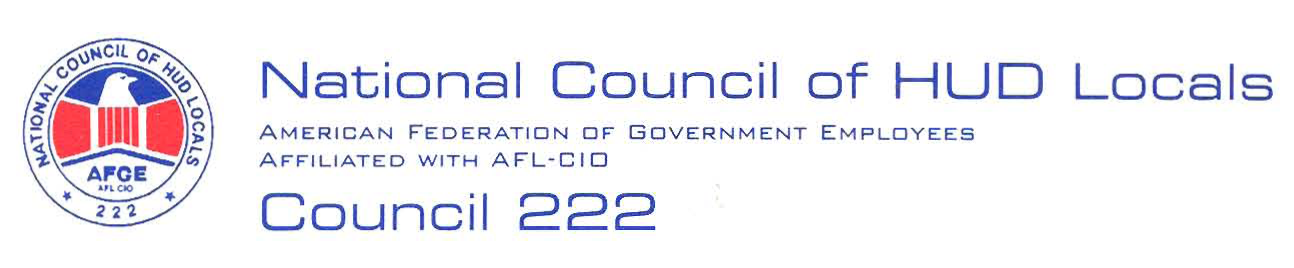 NATIONAL COUNCIL OF HUD LOCALS
AFGE
AFL CIO
222
National Council of HUD Locals
AMERICAN FEDERATION OF GOVERNMENT EMPLOYEES
AFFILIATED WITH AFL-CIO
Council 222